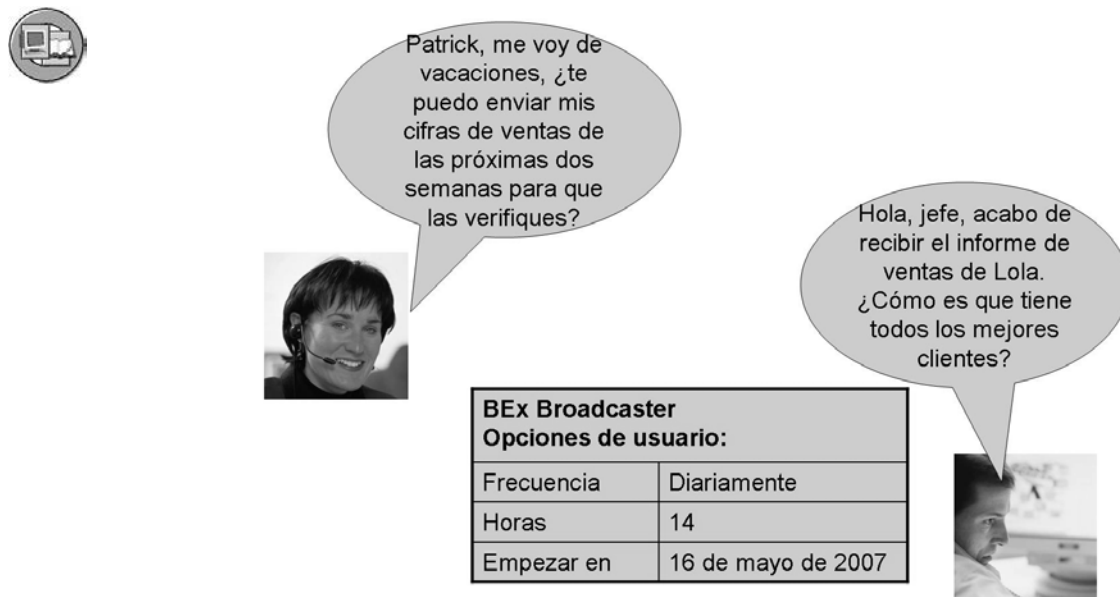 Patrick, me voy de
vacaciones, ¿te
puedo enviar mis
cifras de ventas de
las próximas dos
semanas para que
las verifiques?
Hola, jefe, acabo de
recibir el informe de
ventas de Lola.
¿Cómo es que tiene
todos los mejores
clientes?
BEx Broadcaster
Opciones de usuario:
Frecuencia Diariamente
Horas 14
Empezar en 16 de mayo de 2007